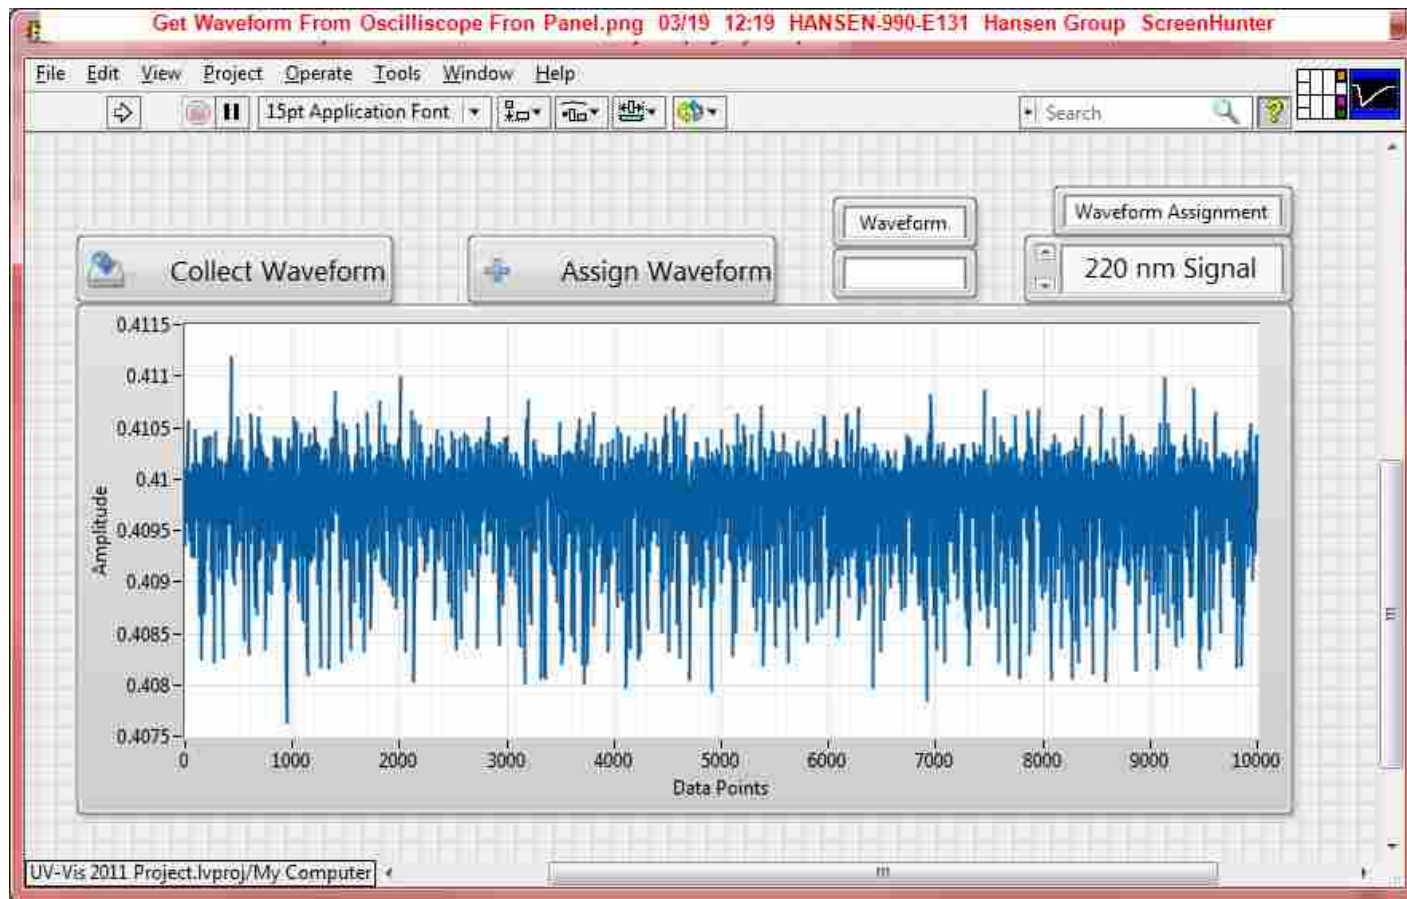 Get Waveform From Oscilliscope Fron Panel.png 03/19 12:19 HANSEN-990-E131 Hansen Group ScreenHunter
File Edit View Project Operate Tools Window Help
15pt Application Font
Search
Waveform
Waveform Assignment
Collect Waveform
Assign Waveform
220 nm Signal
0.4115
0.411
0.4105
0.41
0.4095
0.409
0.4085
0.408
0.4075
Amplitude
0 1000 2000 3000 4000 5000 6000 7000 8000 9000 10000
Data Points
UV-Vis 2011 Project.lvproj/My Computer